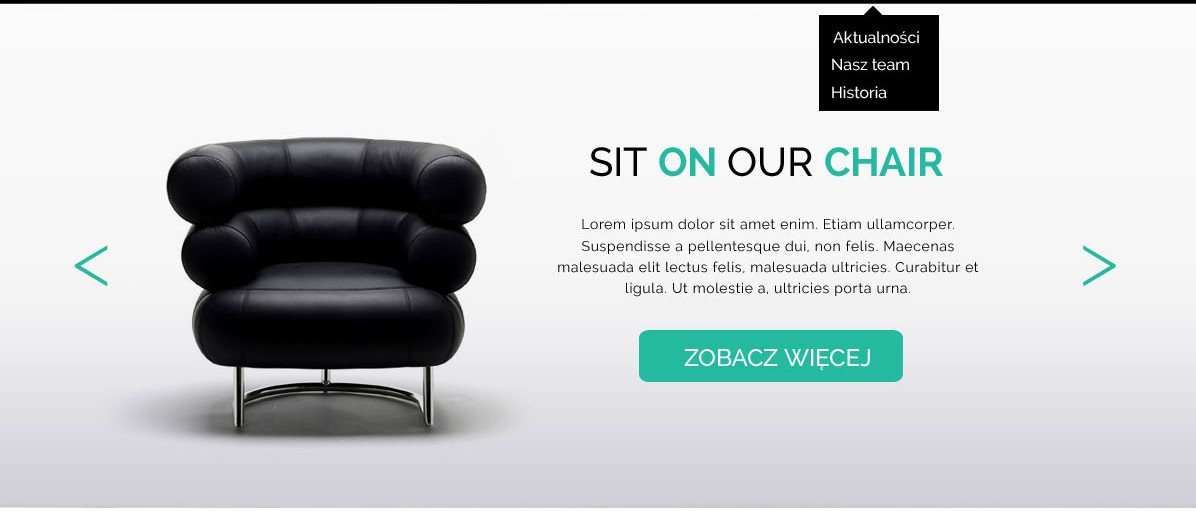 Aktualności
Nasz team
Historia
SIT ON OUR CHAIR
Lorem ipsum dolor sit amet enim. Etiam ullamcorper.
Suspendisse a pellentesque dui, non felis. Maecenas
malesuada elit lectus felis, malesuada ultricies. Curabitur et
ligula. Ut molestie a, ultricies porta urna.
ZOBACZ WIĘCEJ